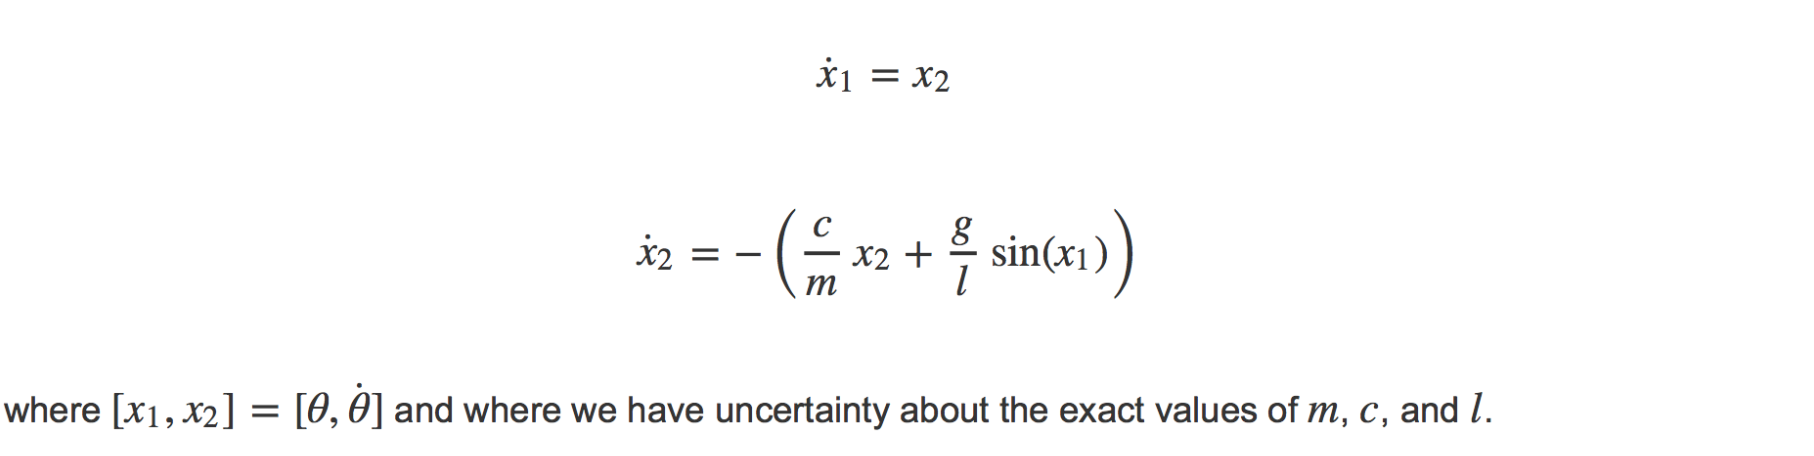 ẋ₁ = x₂
ẋ₂ = −(c/m x₂ + g/l sin(x₁))
where [x₁, x₂] = [θ, θ̇] and where we have uncertainty about the exact values of m, c, and l.